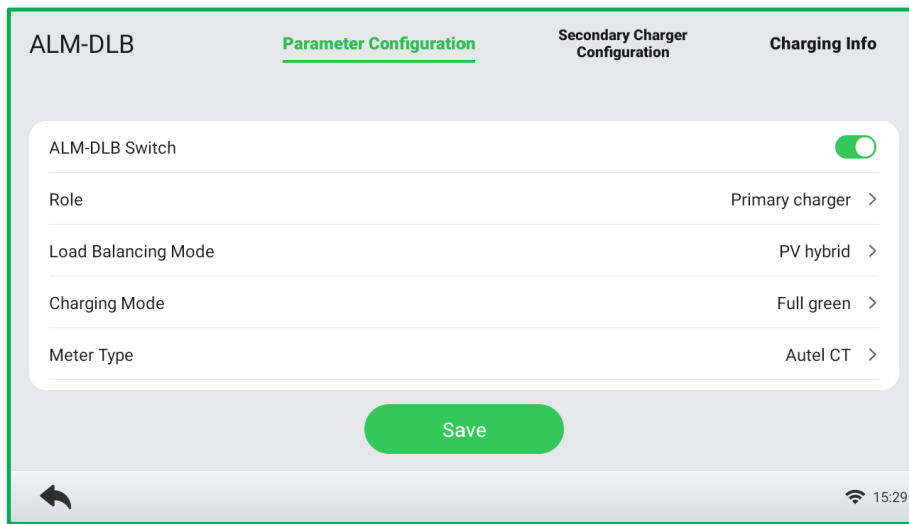 ALM-DLB
Parameter Configuration
Secondary Charger
Configuration
Charging Info
ALM-DLB Switch
Role
Primary charger
Load Balancing Mode
PV hybrid
Charging Mode
Full green
Meter Type
Autel CT
Save
15:29